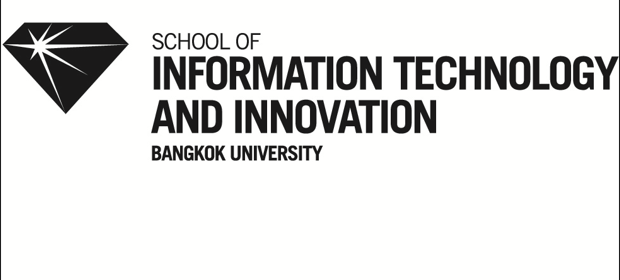 SCHOOL OF
INFORMATION TECHNOLOGY
AND INNOVATION
BANGKOK UNIVERSITY